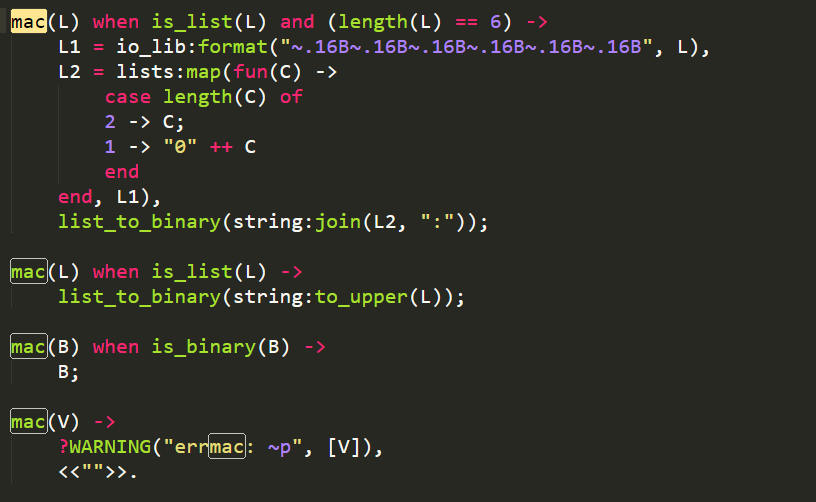 mac(L) when is_list(L) and (length(L) == 6) ->
    L1 = io_lib:format("~.16B~.16B~.16B~.16B~.16B~.16B", L),
    L2 = lists:map(fun(C) ->
        case length(C) of
        2 -> C;
        1 -> "0" ++ C
        end
    end, L1),
    list_to_binary(string:join(L2, ":"));
mac(L) when is_list(L) ->
    list_to_binary(string:to_upper(L));
mac(B) when is_binary(B) ->
    B;
mac(V) ->
    ?WARNING("errmac: ~p", [V]),
    <<"">>.